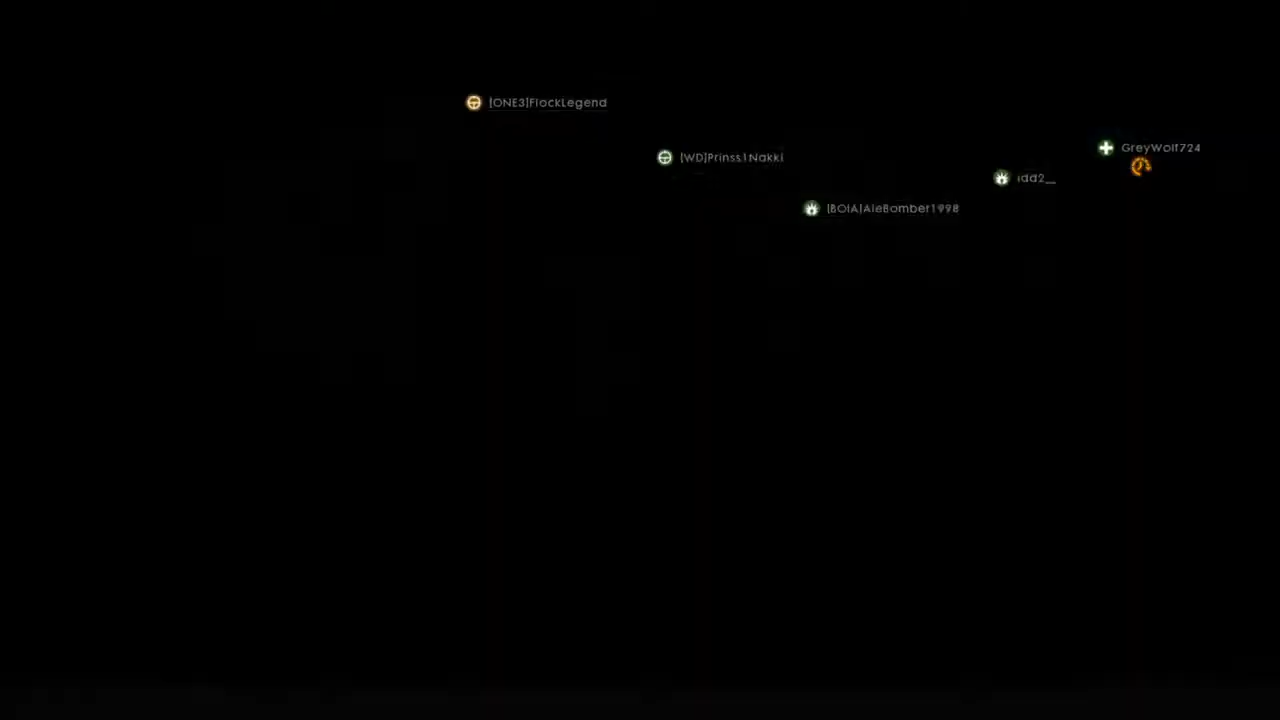 [ONE3]FlockLegend
GreyWolf724
[WD]Prinss1Nakki
idd2__
[BOIA]AleBomber1998